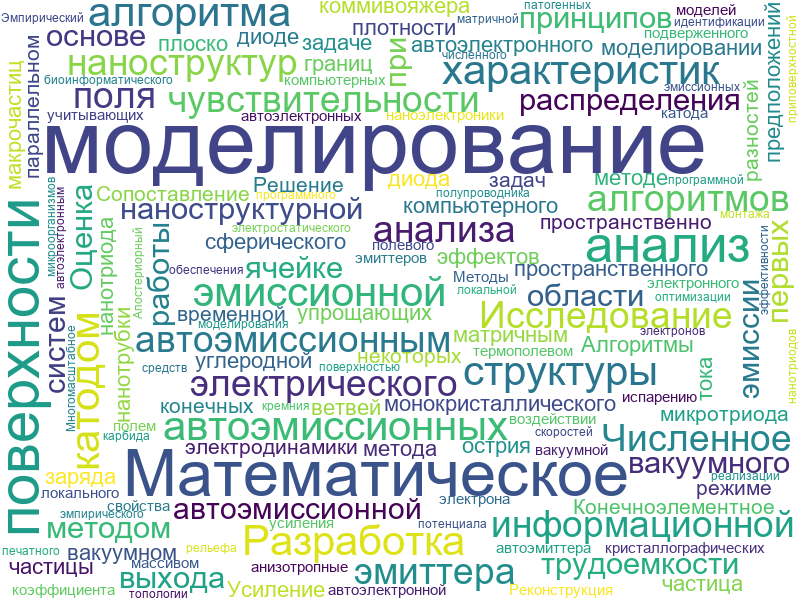 Эмпирический
алгоритма
коммивояжера
матричной
патогенных
моделей
принципов
идентификации
основе
плоско
диоде
задаче
плотности
автоэлектронного
моделировании
подверженного
наноструктур
границ
при
численного
характеристик
предположений
приповерхностной
биоинформатического
компьютерных
эмиссионных
макрочастиц
параллельном
поля
чувствительности
распределения
разностей
учитывающих
автоэлектронных
наноэлектроники
катода
моделирование
диода
задач
методе
программной
микроорганизмов
автоэлектронным
Оценка
Сопоставление
Решение
программного
полупроводника
алгоритмов
наноструктурной
компьютерного
монтажа
поверхности
нанотриода
работы
электростатического
анализа
пространственно
сферического
полевого
эффектов
анализ
первых
эффективности
Апостериорный
обеспечения
ячейке
эмиттеров
Методы
пространственного
электронного
локальной
оптимизации
эмиссионной
области
систем
временной
упрощающих
Исследование
эмиссии
нанотриодов
Многомасштабное
катодом
нанотрубки
моделирования
автоэмиссионным
матричным
электронов
некоторых
термополевом
Алгоритмы
углеродной
тока
средств
поверхностью
электрического
структуры
конечных
кремния
ветвей
монокристаллического
испарению
микротриода
полем
автоэмиссионных
воздействии
скоростей
Численное
карбида
электродинамики
метода
острия
вакуумной
вакуумного
заряда
Математическое
реализации
локального
свойства
электрона
режиме
эмпирического
автоэмиссионной
Конечноэлементное
методом
усиления
потенциала
информационной
Разработка
печатного
вакуумном
рельефа
автоэмиттера
кристаллографических
частицы
массивом
выхода
анизотропные
эмиттера
трудоемкости
коэффициента
топологии
Усиление
автоэлектронной
Реконструкция
частица